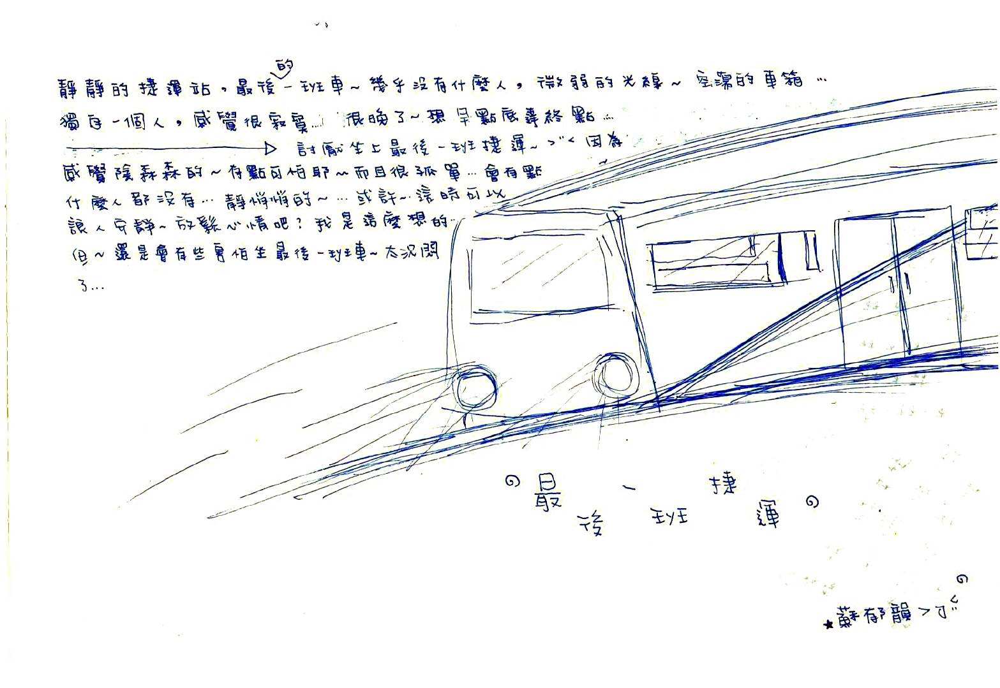 靜靜的捷運站，最後的一班車～幾乎沒有什麼人，微弱的光線～空蕩的車箱…
獨自一個人，感覺很寂寞… 很晚了～想早點底達終點…
討厭坐上最後一班捷運～>"< 因為
感覺陰森森的～有點可怕耶～而且很孤單…會有點
什麼人都沒有…靜悄悄的～…或許～這時可以
讓人安靜～放鬆心情吧？我是這麼想的…
但～還是會有些害怕坐最後一班車～太沉悶
了…
最後一班捷運
★蘇郁韻